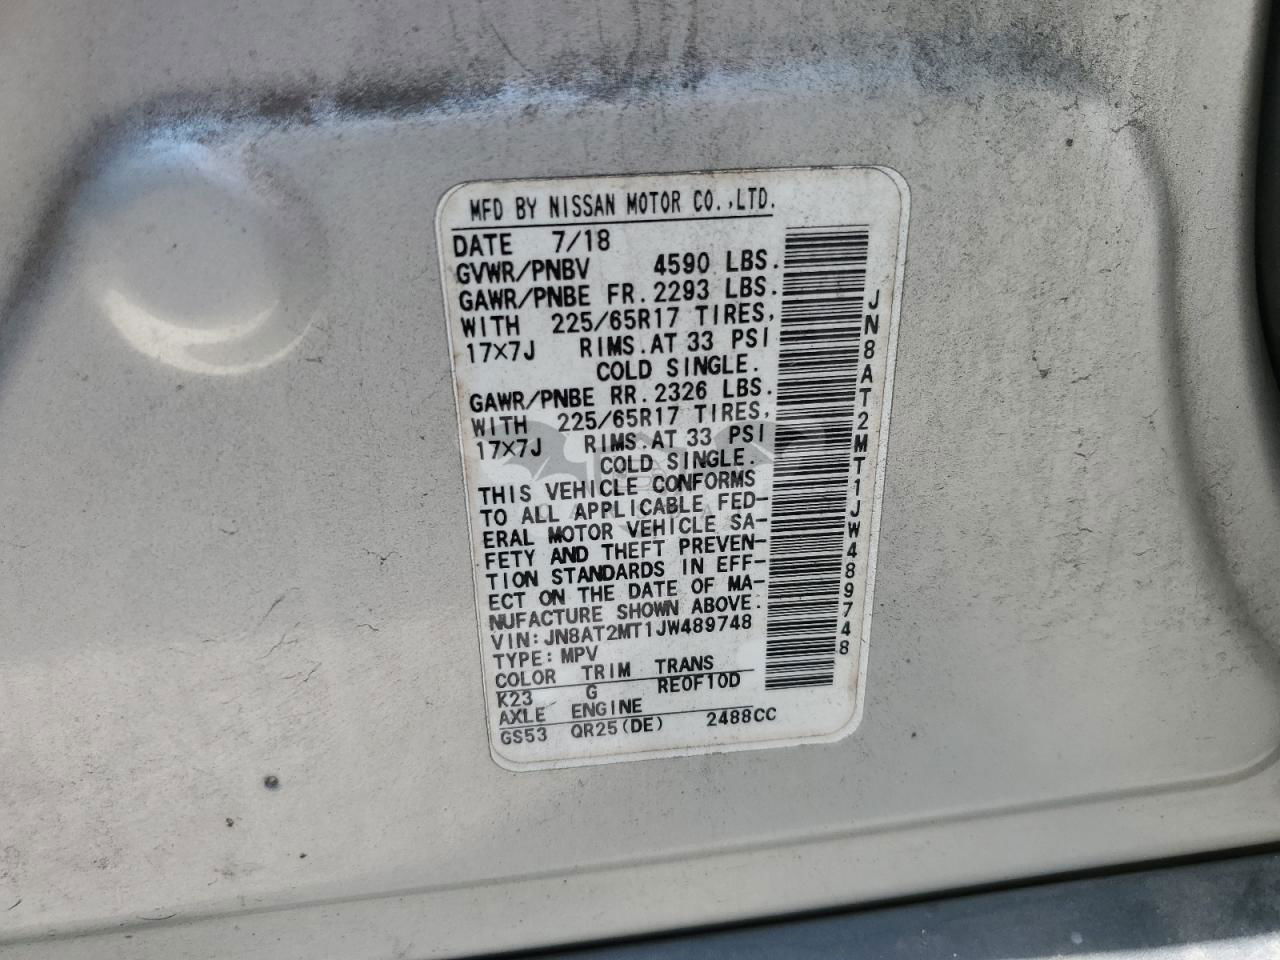 MFD BY NISSAN MOTOR CO.,LTD.
DATE 7/18
GVWR/PNBV 4590 LBS.
GAWR/PNBE FR.2293 LBS.
WITH 225/65R17 TIRES,
17×7J RIMS.AT 33 PSI
COLD SINGLE.
GAWR/PNBE RR.2326 LBS.
WITH 225/65R17 TIRES,
17×7J RIMS.AT 33 PSI
COLD SINGLE.
THIS VEHICLE CONFORMS
TO ALL APPLICABLE FED-
ERAL MOTOR VEHICLE SA-
FETY AND THEFT PREVEN-
TION STANDARDS IN EFF-
ECT ON THE DATE OF MA-
NUFACTURE SHOWN ABOVE.
VIN:JN8AT2MT1JW489748
TYPE:MPV
COLOR TRIM TRANS
K23 G RE0F10D
AXLE ENGINE
GS53 QR25(DE) 2488CC
JN8AT2MT1JW489748